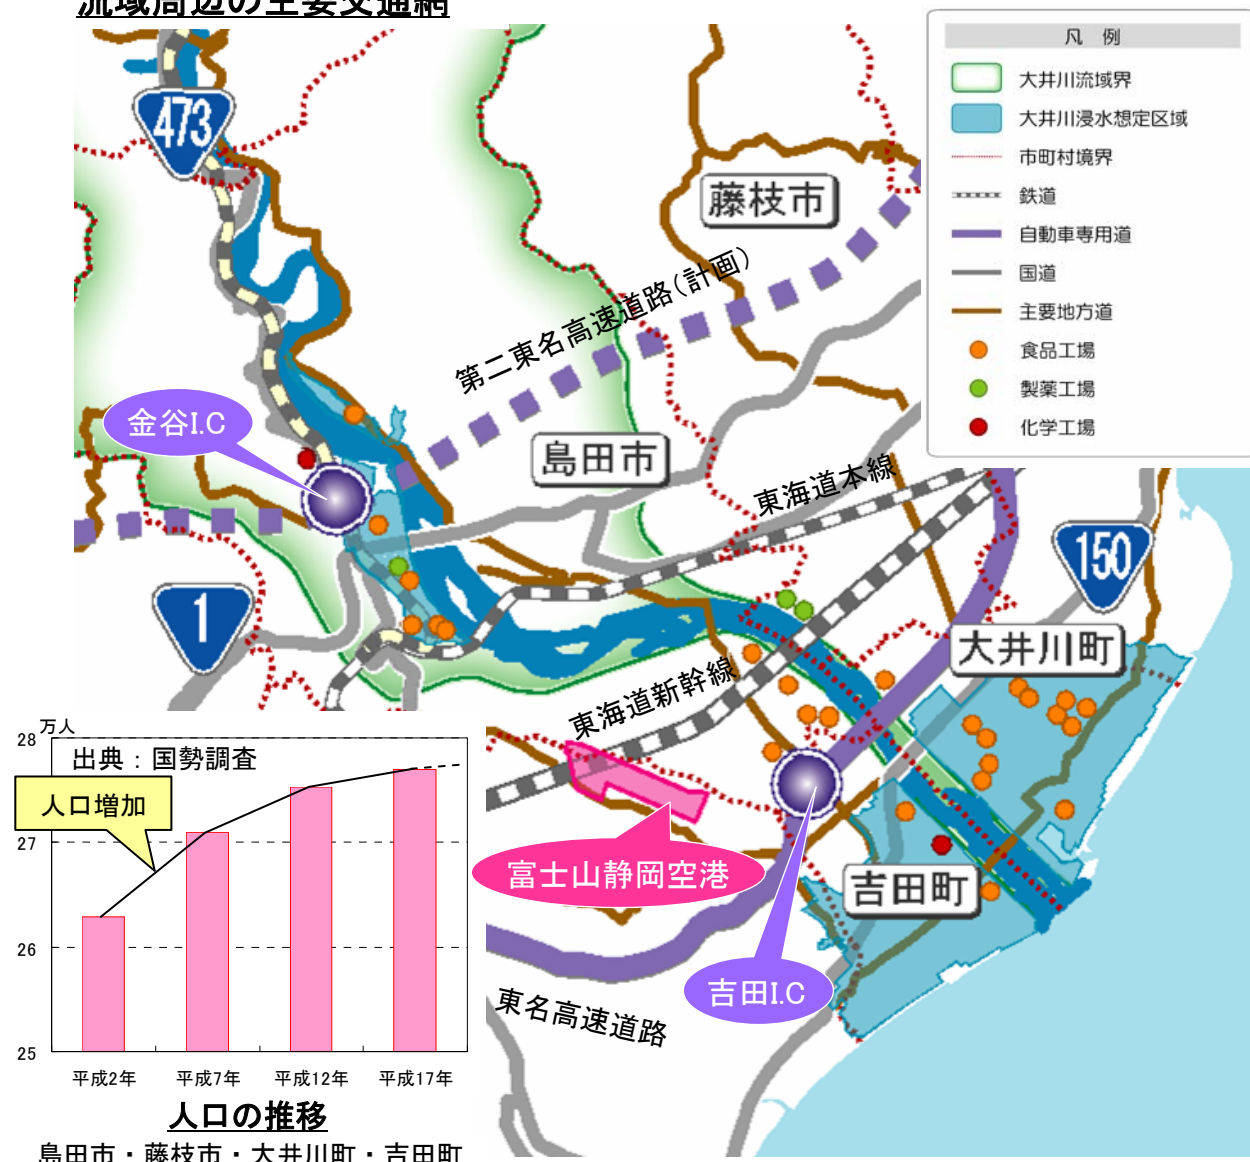 流域周辺の主要交通網
凡 例
大井川流域界
大井川浸水想定区域
市町村境界
鉄道
自動車専用道
国道
主要地方道
食品工場
製薬工場
化学工場
473
藤枝市
第二東名高速道路(計画)
金谷I.C
島田市
東海道本線
150
1
大井川町
東海道新幹線
富士山静岡空港
吉田町
吉田I.C
東名高速道路
万人
28
出典：国勢調査
人口増加
27
26
25
平成2年 平成7年 平成12年 平成17年
人口の推移
島田市・藤枝市・大井川町・吉田町